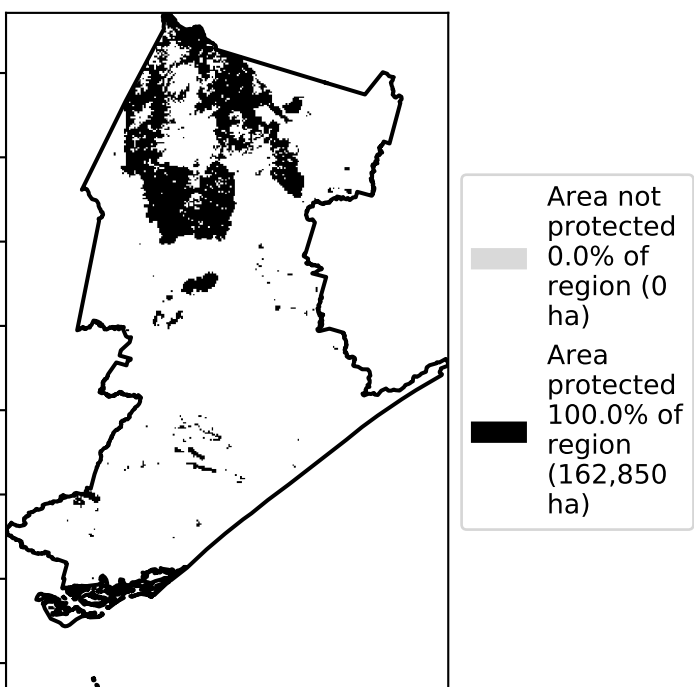 Area not
protected
0.0% of
region (0
ha)
Area
protected
100.0% of
region
(162,850
ha)